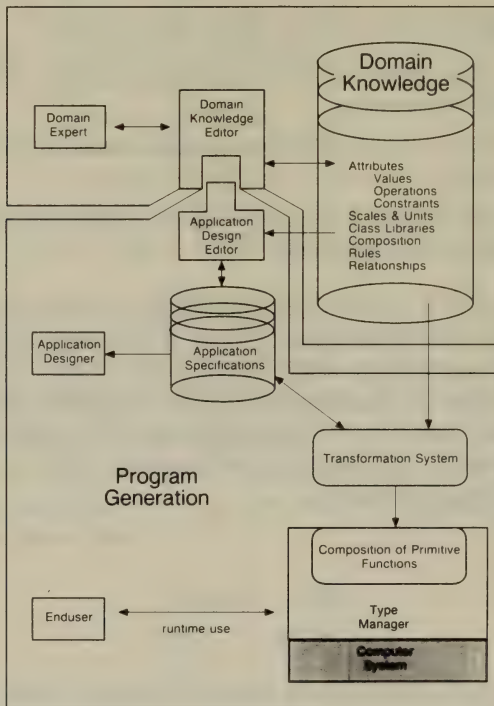 Domain
Knowledge
Domain
Expert
Domain
Knowledge
Editor
Attributes
Values
Operations
Constraints
Scales & Units
Class Libraries
Composition
Rules
Relationships
Application
Design
Editor
Application
Designer
Application
Specifications
Transformation System
Program
Generation
Composition of Primitive
Functions
Type
Manager
Enduser
runtime use
Computer
System